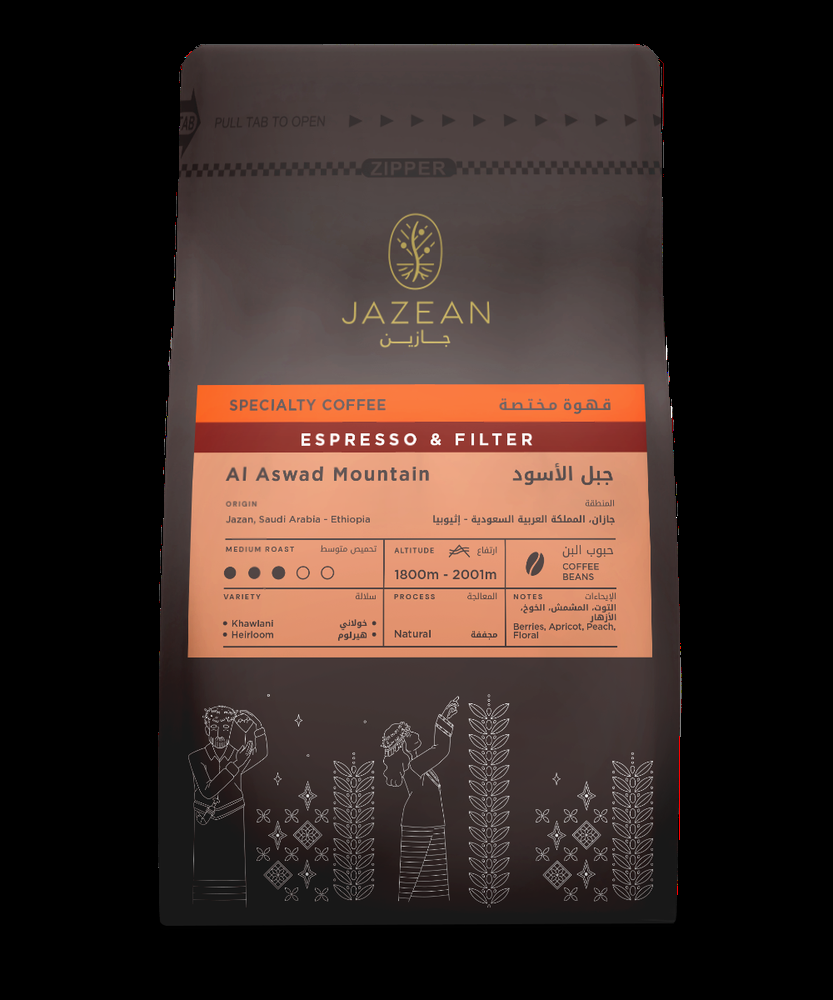 TAB PULL TAB TO OPEN
ZIPPER
JAZEAN
جازين
SPECIALTY COFFEE قهوة مختصة
ESPRESSO & FILTER
Al Aswad Mountain جبل الأسود
ORIGIN المنطقة
Jazan, Saudi Arabia - Ethiopia جازان، المملكة العربية السعودية - إثيوبيا
MEDIUM ROAST تحميص متوسط
ALTITUDE ارتفاع
1800m - 2001m
حبوب البن
COFFEE
BEANS
VARIETY سلالة
• Khawlani خولاني •
• Heirloom هيرلوم •
PROCESS المعالجة
Natural مجففة
NOTES الإيحاءات
التوت، المشمش، الخوخ،
الأزهار
Berries, Apricot, Peach,
Floral